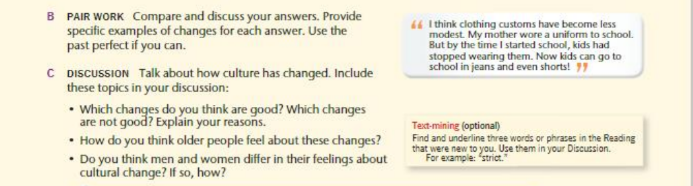 B PAIR WORK Compare and discuss your answers. Provide
specific examples of changes for each answer. Use the
past perfect if you can.
“ I think clothing customs have become less
modest. My mother wore a uniform to school.
But by the time I started school, kids had
stopped wearing them. Now kids can go to
school in jeans and even shorts! ”
C DISCUSSION Talk about how culture has changed. Include
these topics in your discussion:
• Which changes do you think are good? Which changes
are not good? Explain your reasons.
• How do you think older people feel about these changes?
• Do you think men and women differ in their feelings about
cultural change? If so, how?
Text-mining (optional)
Find and underline three words or phrases in the Reading
that were new to you. Use them in your Discussion.
For example: “strict.”